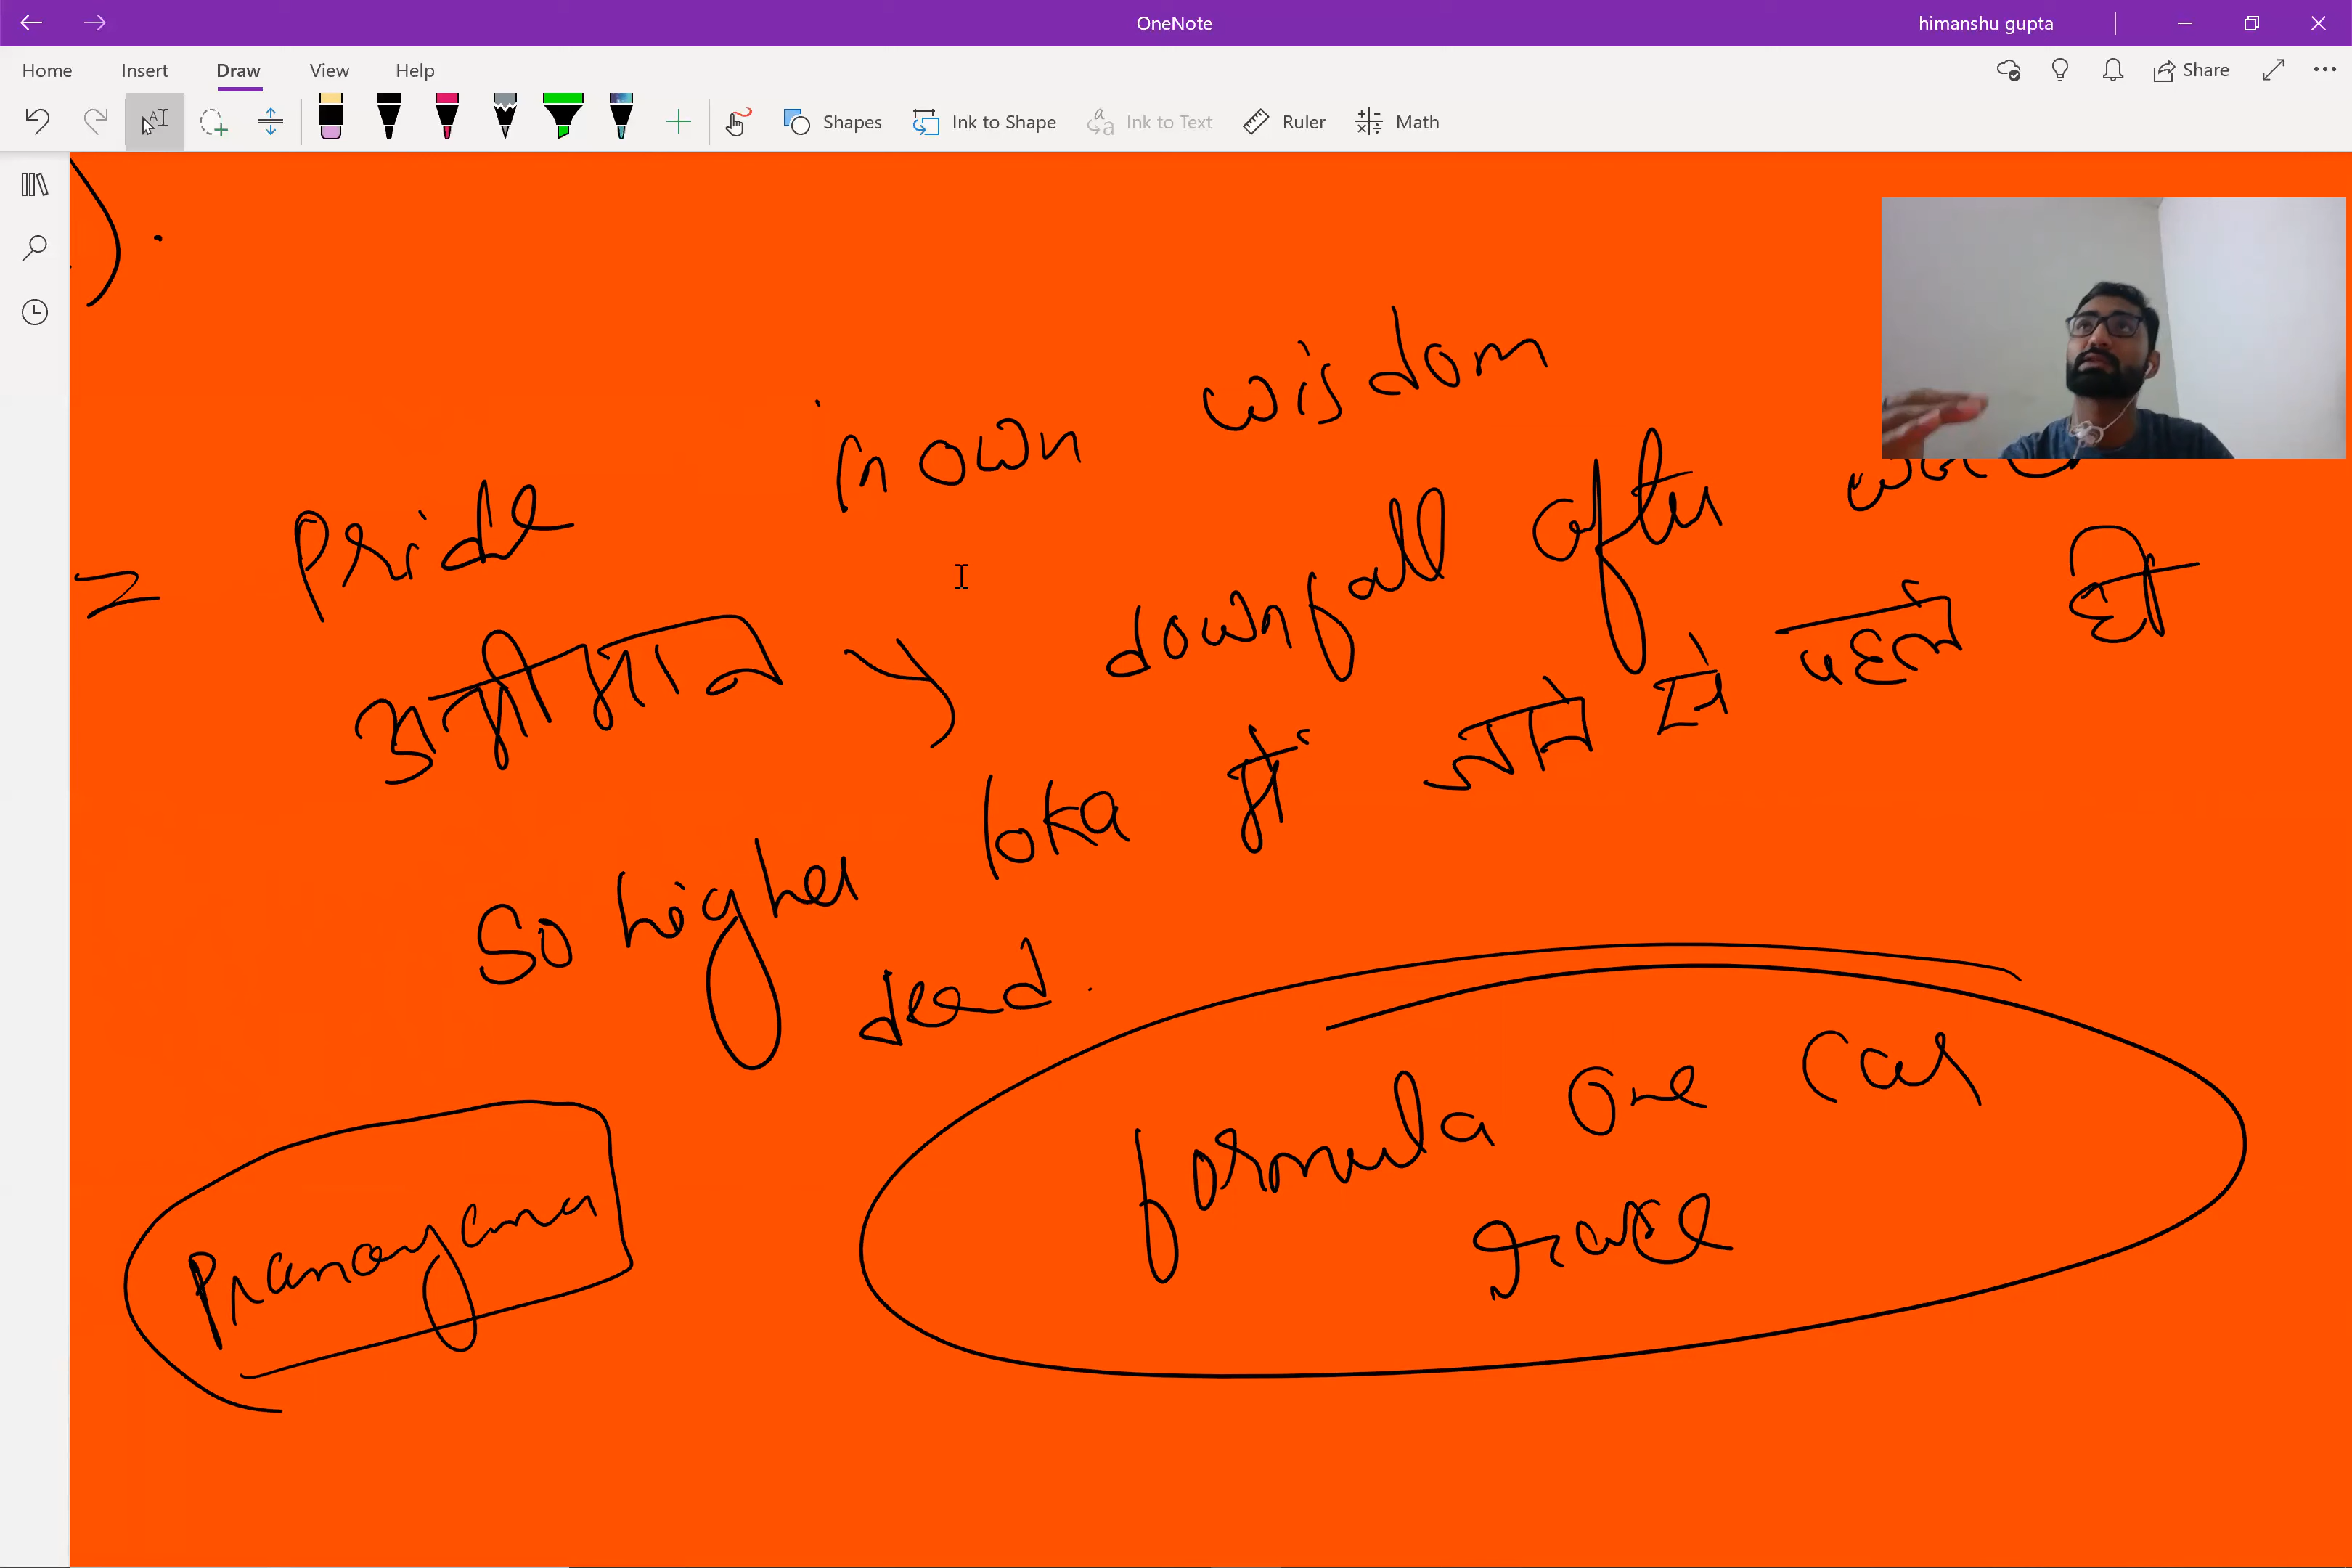 OneNote
himanshu gupta
Home Insert Draw View Help
Share
Shapes Ink to Shape Ink to Text Ruler Math
= Pride in own wisdom
अभीमान downfall after
So higher loka में जाने से पहले ही
dead.
formula one car
Pranayama